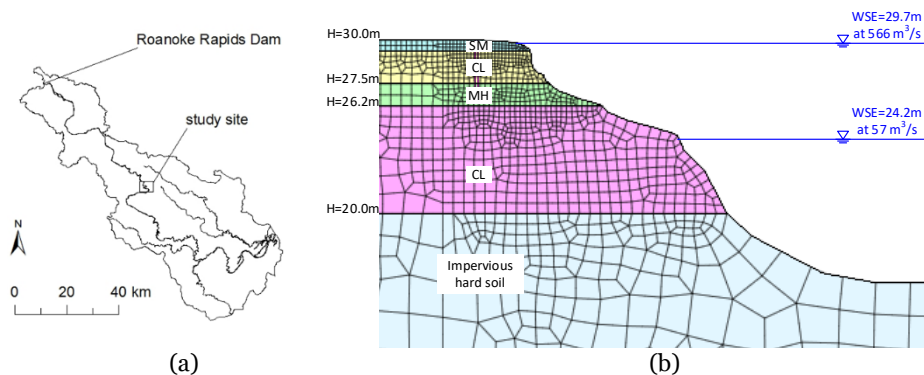 Roanoke Rapids Dam
study site
N
0 20 40 km
(a)
H=30.0m
H=27.5m
H=26.2m
H=20.0m
SM
CL
MH
CL
Impervious
hard soil
WSE=29.7m
at 566 m³/s
WSE=24.2m
at 57 m³/s
(b)